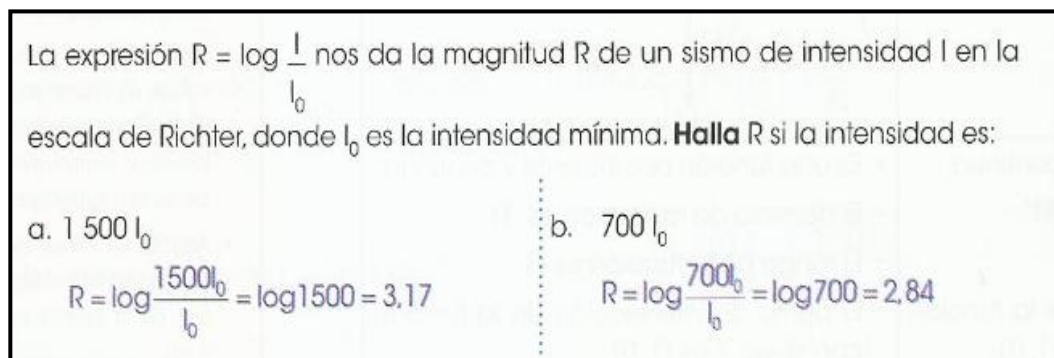 La expresión R = log I/I₀ nos da la magnitud R de un sismo de intensidad I en la
escala de Richter, donde I₀ es la intensidad mínima. Halla R si la intensidad es:
a. 1 500 I₀
R = log 1500I₀/I₀ = log1500 = 3,17
b. 700 I₀
R = log 700I₀/I₀ = log700 = 2,84